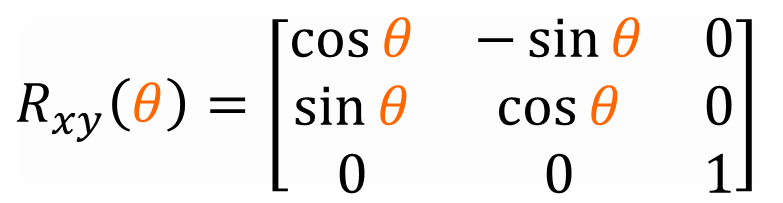 cos θ − sin θ 0
R_xy(θ) = sin θ cos θ 0
0 0 1